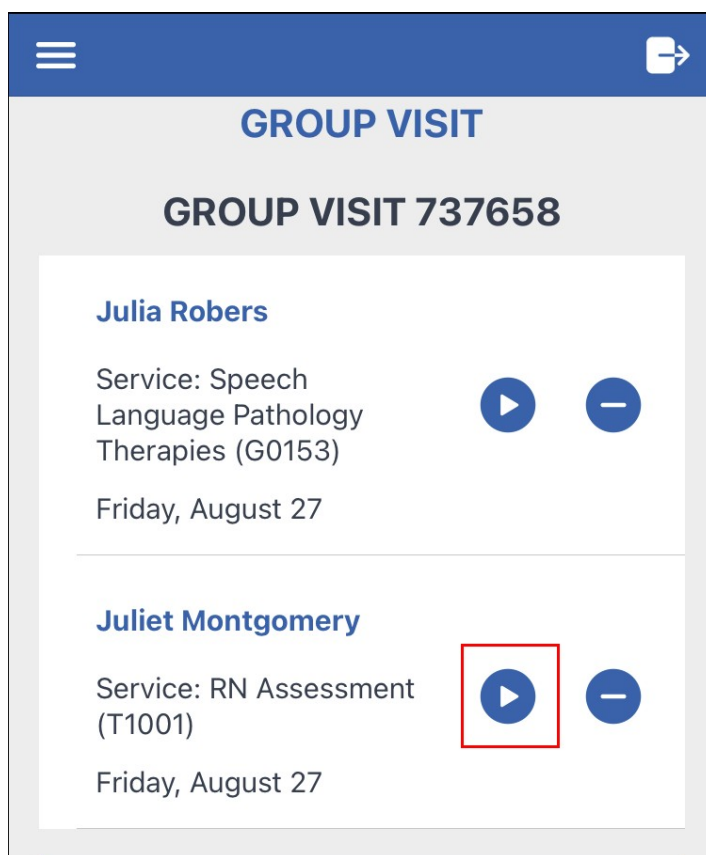 GROUP VISIT
GROUP VISIT 737658
Julia Robers
Service: Speech
Language Pathology
Therapies (G0153)
Friday, August 27
Juliet Montgomery
Service: RN Assessment
(T1001)
Friday, August 27